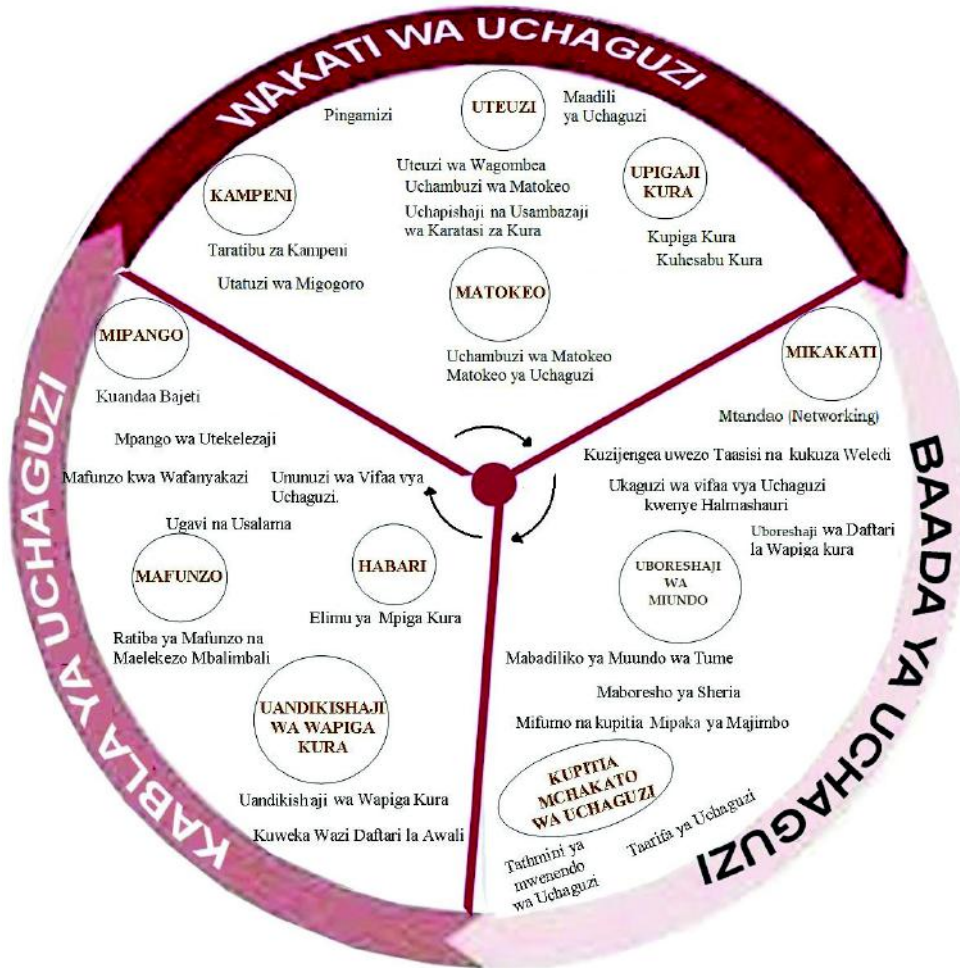 WAKATI WA UCHAGUZI
UTEUZI
Pingamizi
Maadili
ya Uchaguzi
Uteuzi wa Wagombea
Uchambuzi wa Matokeo
Uchapishaji na Usambazaji
wa Karatasi za Kura
KAMPENI
Taratibu za Kampeni
Utatuzi wa Migogoro
UPIGAJI
KURA
Kupiga Kura
Kuhesabu Kura
MATOKEO
Uchambuzi wa Matokeo
Matokeo ya Uchaguzi
BAADA YA UCHAGUZI
MIKAKATI
Mtandao (Networking)
Kuzijengea uwezo Taasisi na kukuza Weledi
Ukaguzi wa vifaa vya Uchaguzi
kwenye Halmashauri
Uboreshaji wa Daftari
la Wapiga kura
UBORESHAJI
WA
MIUNDO
Mabadiliko ya Muundo wa Tume
Maboresho ya Sheria
Mifumo na kupitia Mipaka ya Majimbo
KUPITIA
MCHAKATO
WA UCHAGUZI
Taarifa ya Uchaguzi
Tathmini ya
mwenendo
wa Uchaguzi
KABLA YA UCHAGUZI
MIPANGO
Kuandaa Bajeti
Mpango wa Utekelezaji
Mafunzo kwa Wafanyakazi
Ununuzi wa Vifaa vya
Uchaguzi.
Ugavi na Usalama
MAFUNZO
Ratiba ya Mafunzo na
Maelekezo Mbalimbali
HABARI
Elimu ya Mpiga Kura
UANDIKISHAJI
WA WAPIGA
KURA
Uandikishaji wa Wapiga Kura
Kuweka Wazi Daftari la Awali